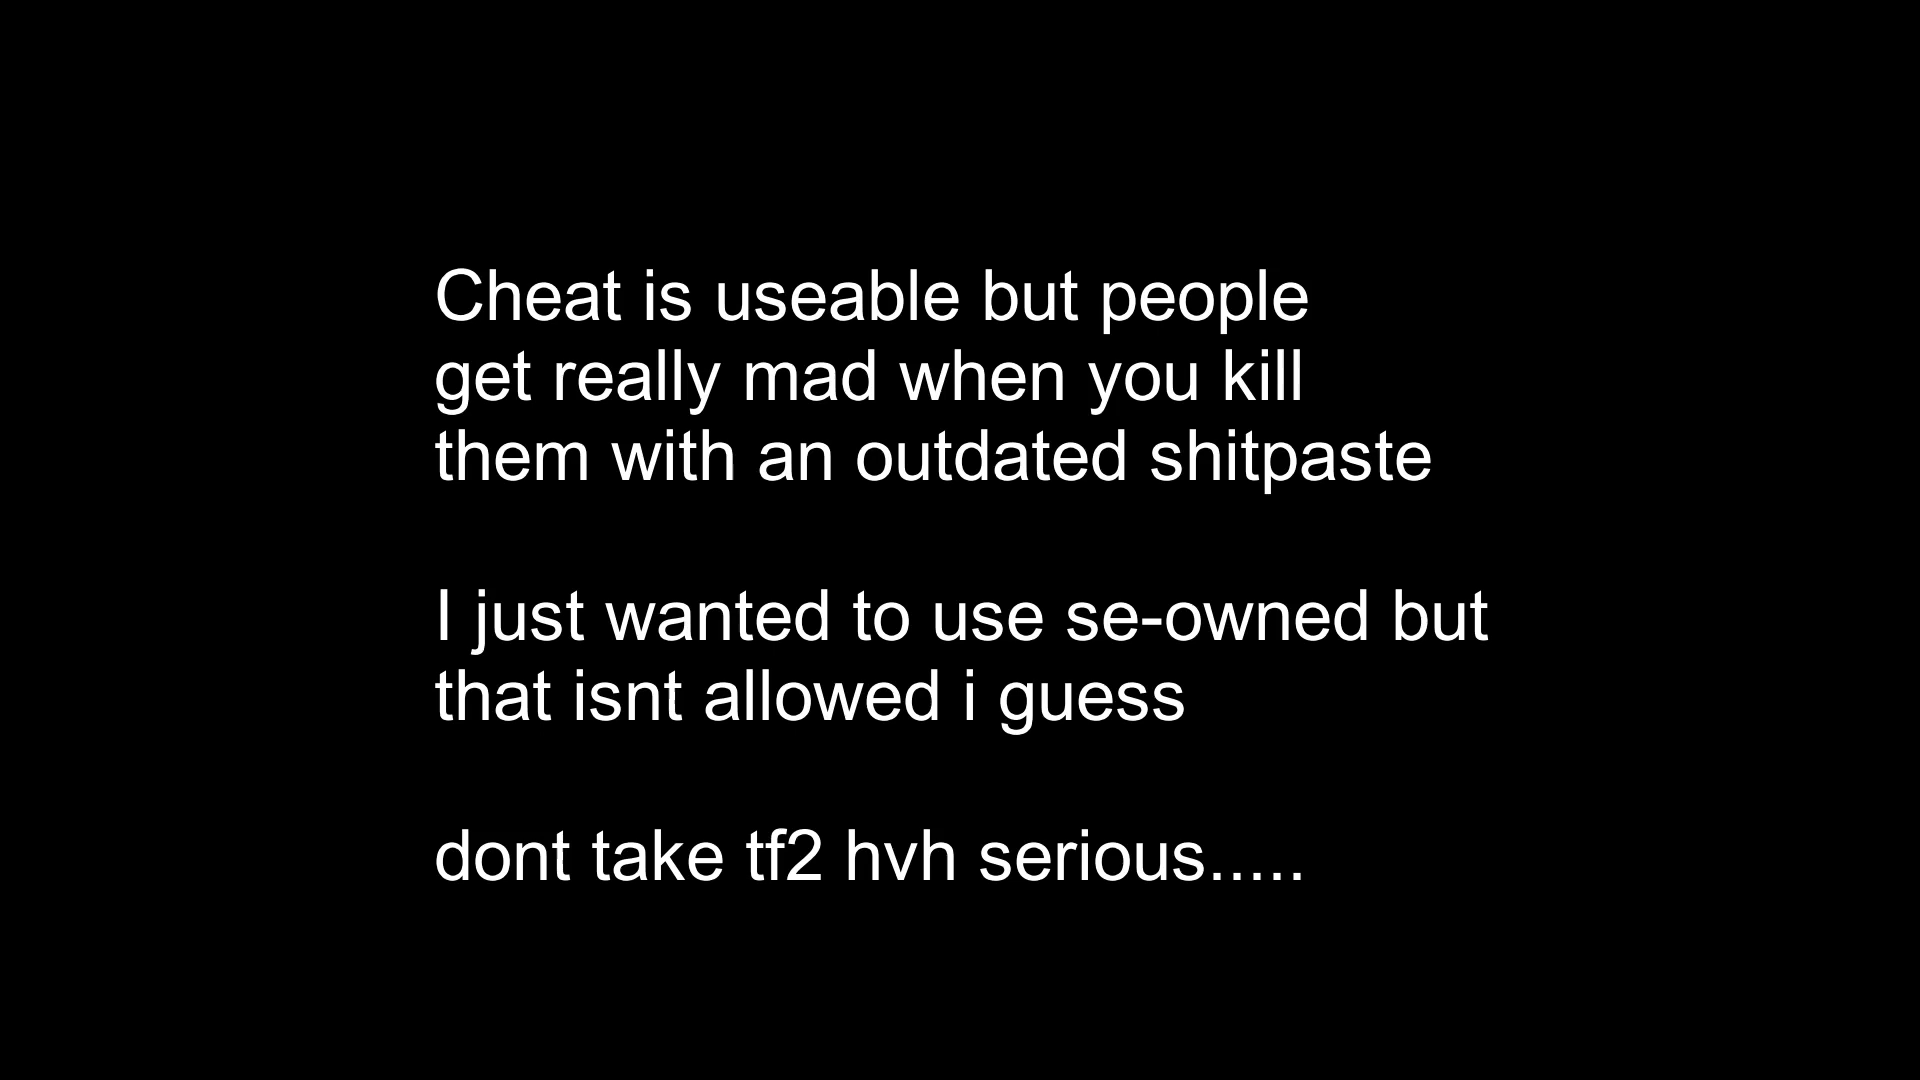 Cheat is useable but people
get really mad when you kill
them with an outdated shitpaste
I just wanted to use se-owned but
that isnt allowed i guess
dont take tf2 hvh serious.....